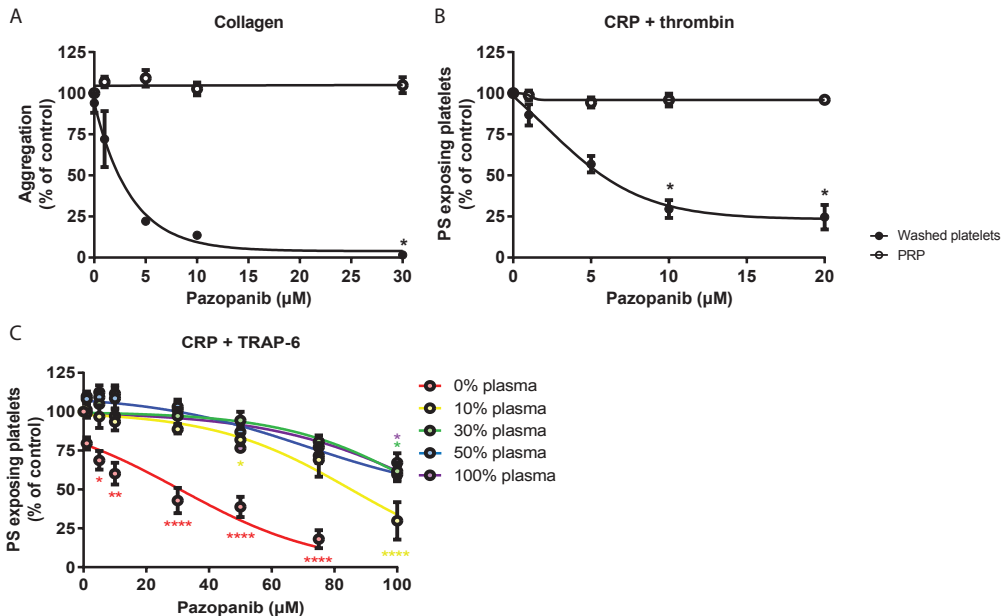 A
Collagen
125
100
75
50
25
0
0 5 10 15 20 25 30
Aggregation
(% of control)
Pazopanib (µM)
*
B
CRP + thrombin
125
100
75
50
25
0
0 5 10 15 20
PS exposing platelets
(% of control)
Pazopanib (µM)
* *
Washed platelets
PRP
C
CRP + TRAP-6
125
100
75
50
25
0
0 20 40 60 80 100
PS exposing platelets
(% of control)
Pazopanib (µM)
* ** **** **** ****
* ****
*
*
0% plasma
10% plasma
30% plasma
50% plasma
100% plasma